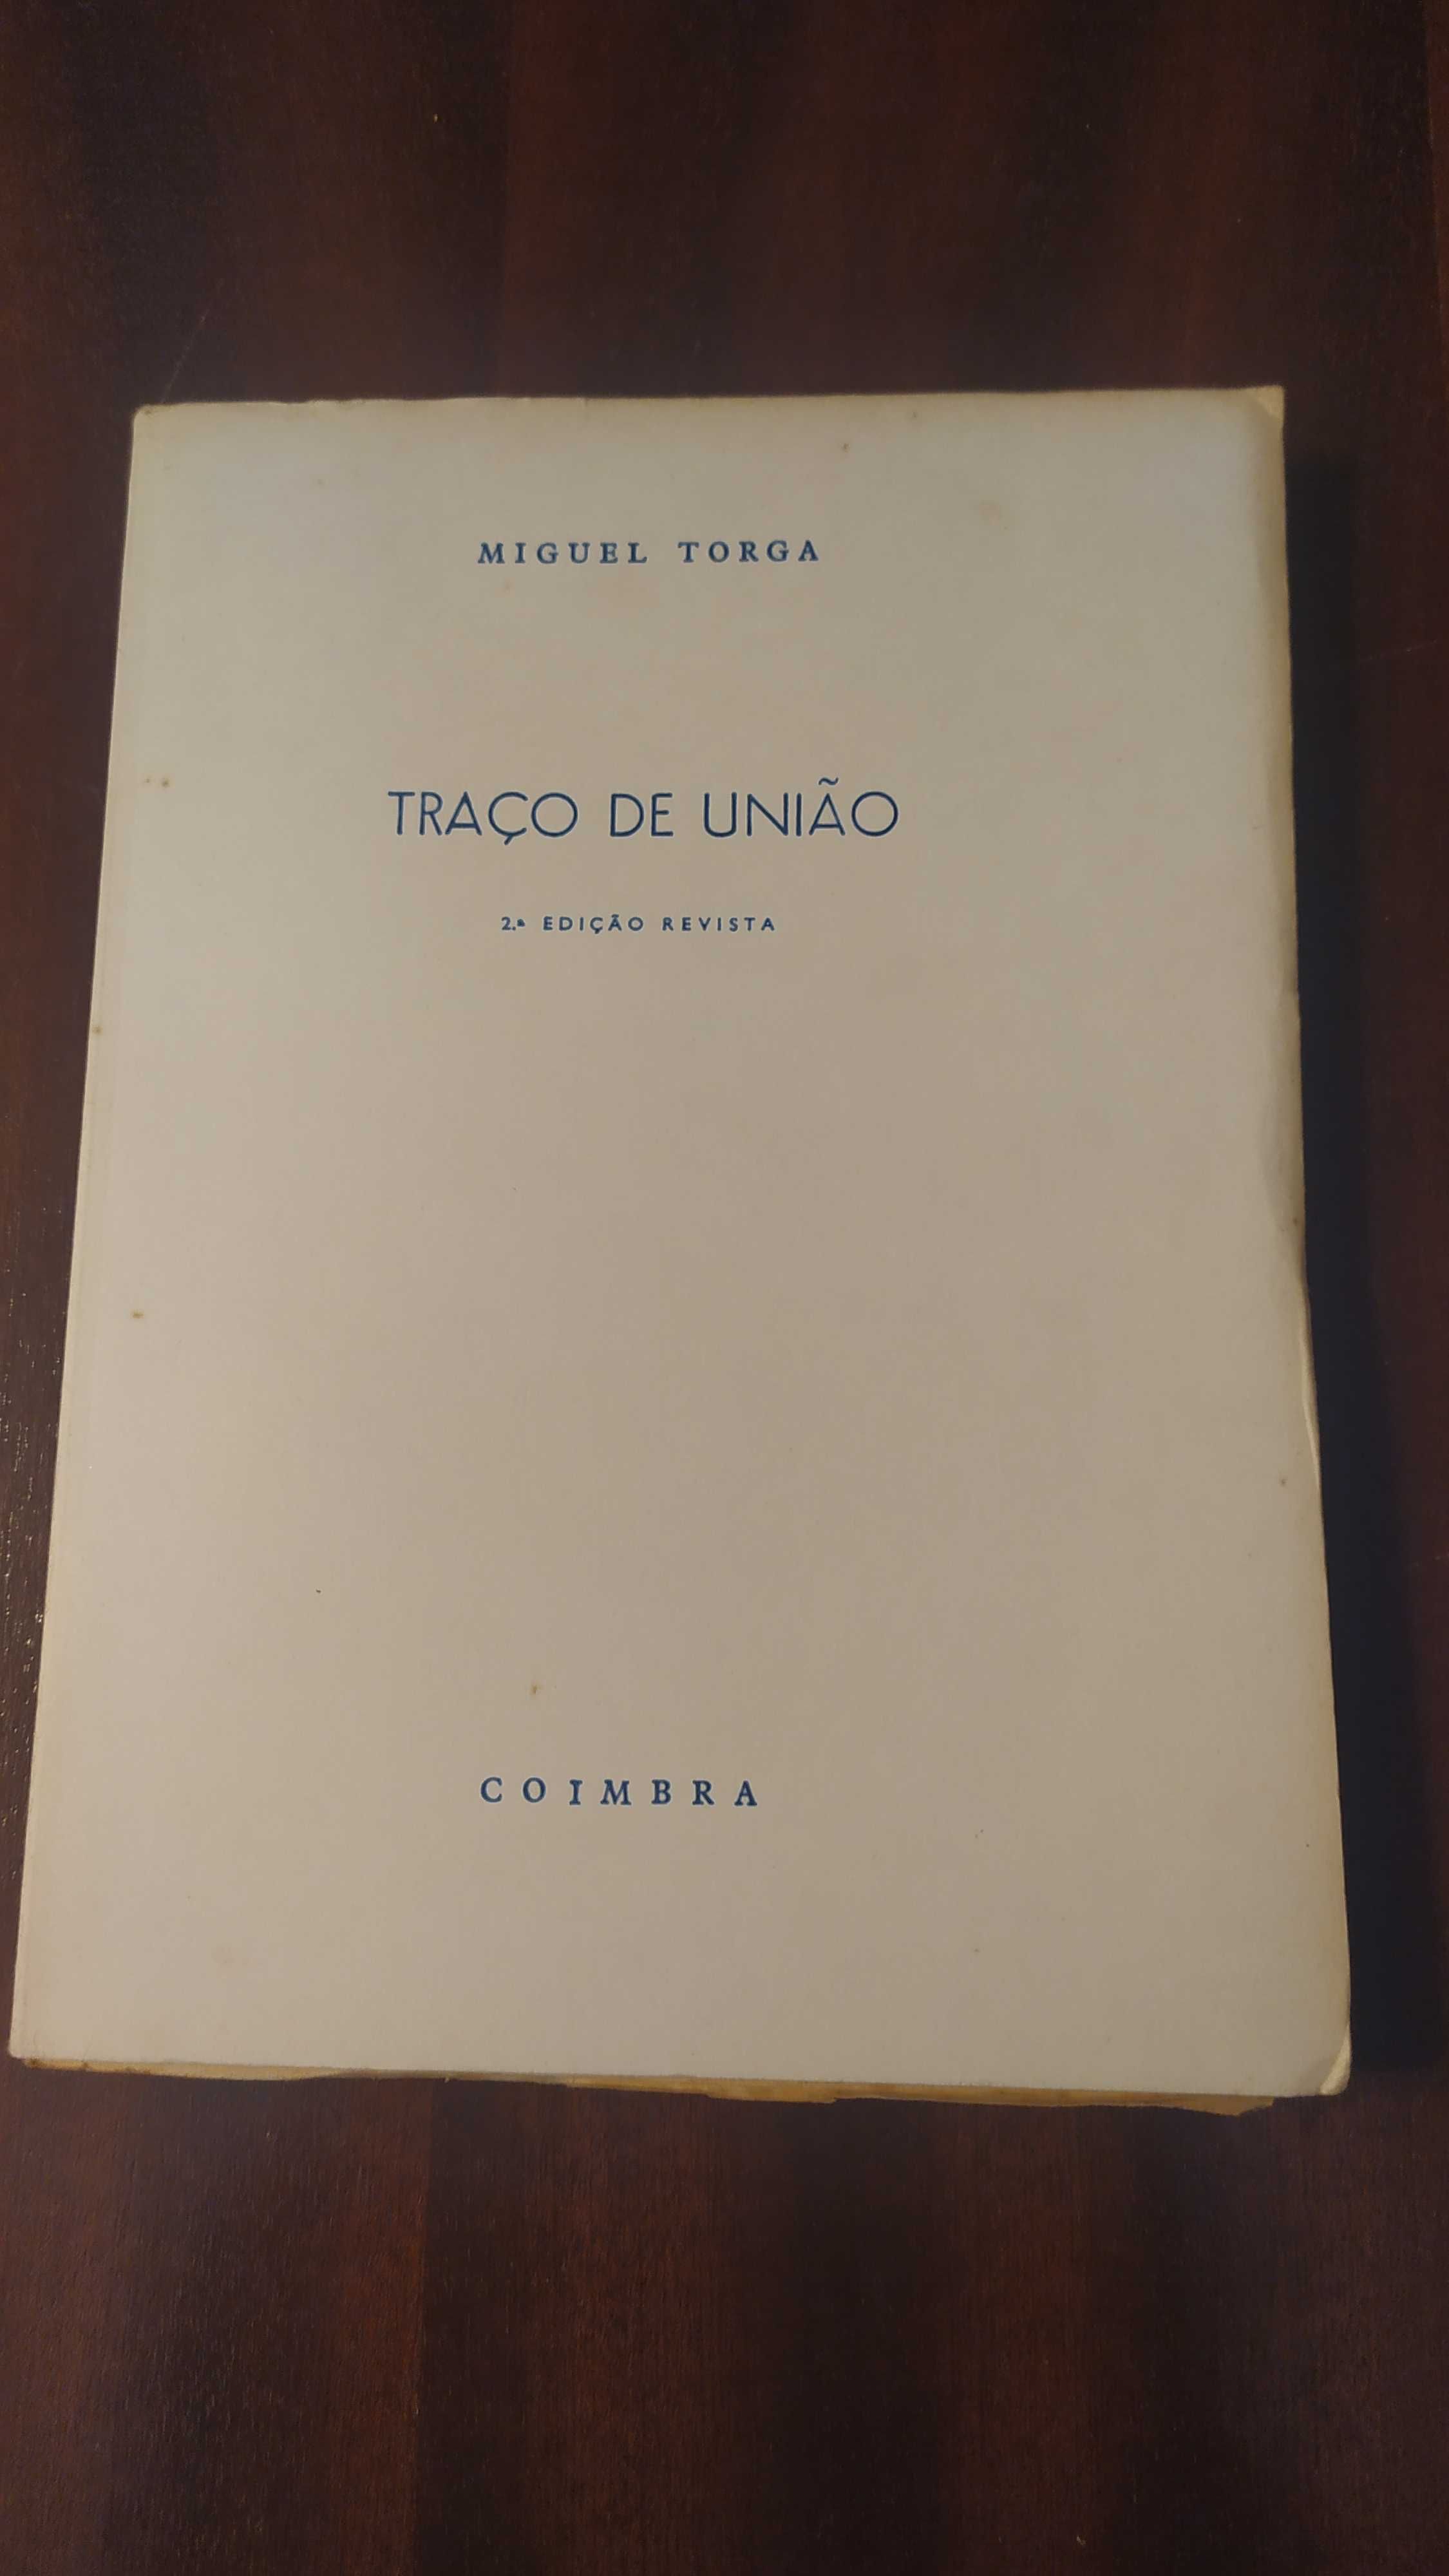 MIGUEL TORGA
TRAÇO DE UNIÃO
2.ª EDIÇÃO REVISTA
COIMBRA